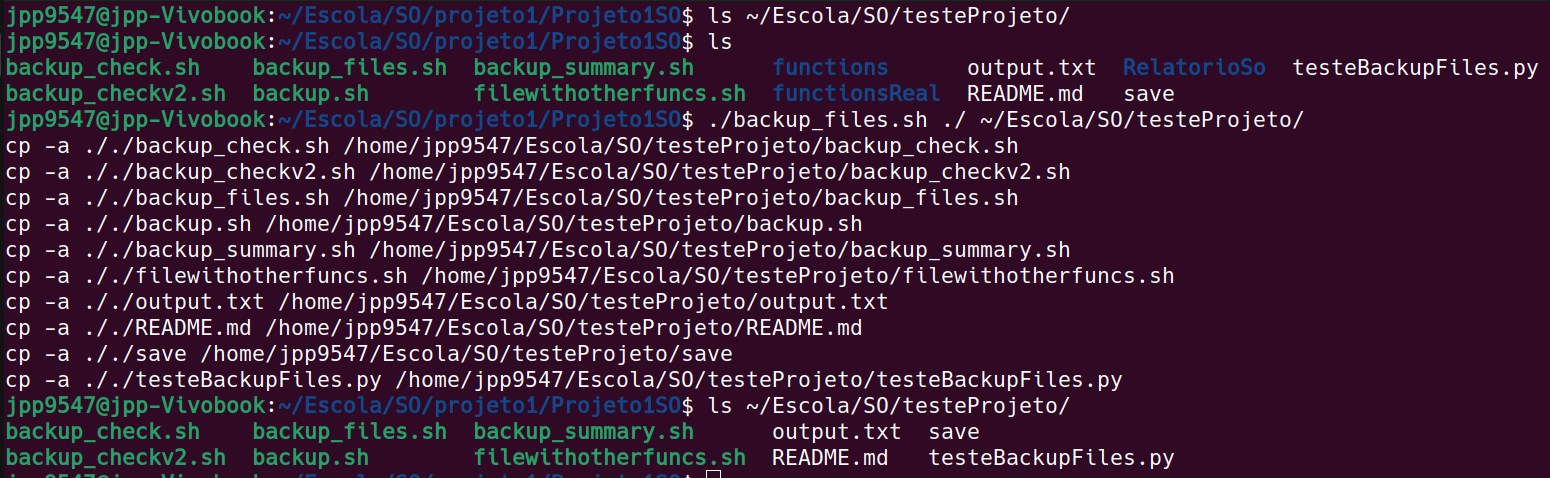 jpp9547@jpp-Vivobook:~/Escola/SO/projeto1/Projeto1SO$ ls ~/Escola/SO/testeProjeto/
jpp9547@jpp-Vivobook:~/Escola/SO/projeto1/Projeto1SO$ ls
backup_check.sh    backup_files.sh  backup_summary.sh      functions      output.txt  RelatorioSo  testeBackupFiles.py
backup_checkv2.sh  backup.sh        filewithotherfuncs.sh  functionsReal  README.md   save
jpp9547@jpp-Vivobook:~/Escola/SO/projeto1/Projeto1SO$ ./backup_files.sh ./ ~/Escola/SO/testeProjeto/
cp -a ././backup_check.sh /home/jpp9547/Escola/SO/testeProjeto/backup_check.sh
cp -a ././backup_checkv2.sh /home/jpp9547/Escola/SO/testeProjeto/backup_checkv2.sh
cp -a ././backup_files.sh /home/jpp9547/Escola/SO/testeProjeto/backup_files.sh
cp -a ././backup.sh /home/jpp9547/Escola/SO/testeProjeto/backup.sh
cp -a ././backup_summary.sh /home/jpp9547/Escola/SO/testeProjeto/backup_summary.sh
cp -a ././filewithotherfuncs.sh /home/jpp9547/Escola/SO/testeProjeto/filewithotherfuncs.sh
cp -a ././output.txt /home/jpp9547/Escola/SO/testeProjeto/output.txt
cp -a ././README.md /home/jpp9547/Escola/SO/testeProjeto/README.md
cp -a ././save /home/jpp9547/Escola/SO/testeProjeto/save
cp -a ././testeBackupFiles.py /home/jpp9547/Escola/SO/testeProjeto/testeBackupFiles.py
jpp9547@jpp-Vivobook:~/Escola/SO/projeto1/Projeto1SO$ ls ~/Escola/SO/testeProjeto/
backup_check.sh    backup_files.sh  backup_summary.sh      output.txt  save
backup_checkv2.sh  backup.sh        filewithotherfuncs.sh  README.md   testeBackupFiles.py
jpp9547@jpp-Vivobook:~/Escola/SO/projeto1/Projeto1SO$